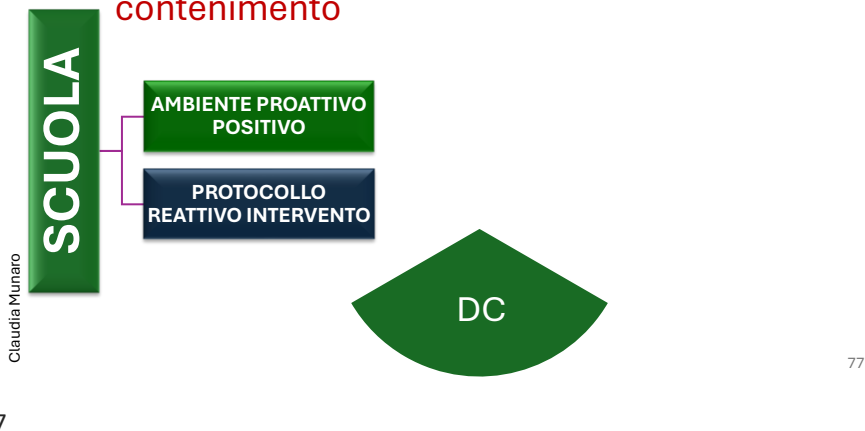 contenimento
SCUOLA
AMBIENTE PROATTIVO
POSITIVO
PROTOCOLLO
REATTIVO INTERVENTO
DC
Claudia Munaro
77
7